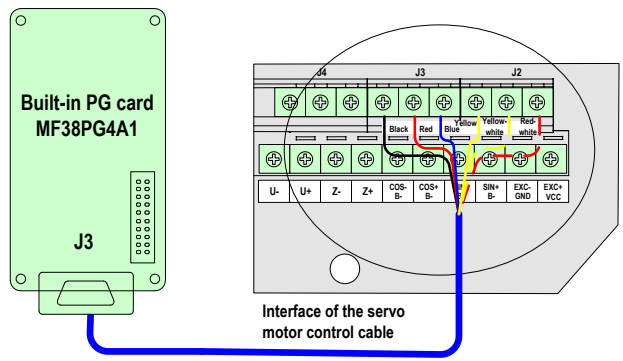 Built-in PG card
MF38PG4A1
J3
J4 J3 J2
Black Red Blue Yellow Yellow-
white Red-
white
U- U+ Z- Z+ COS-
B- COS+
B- SIN+
B- EXC-
GND EXC+
VCC
Interface of the servo
motor control cable